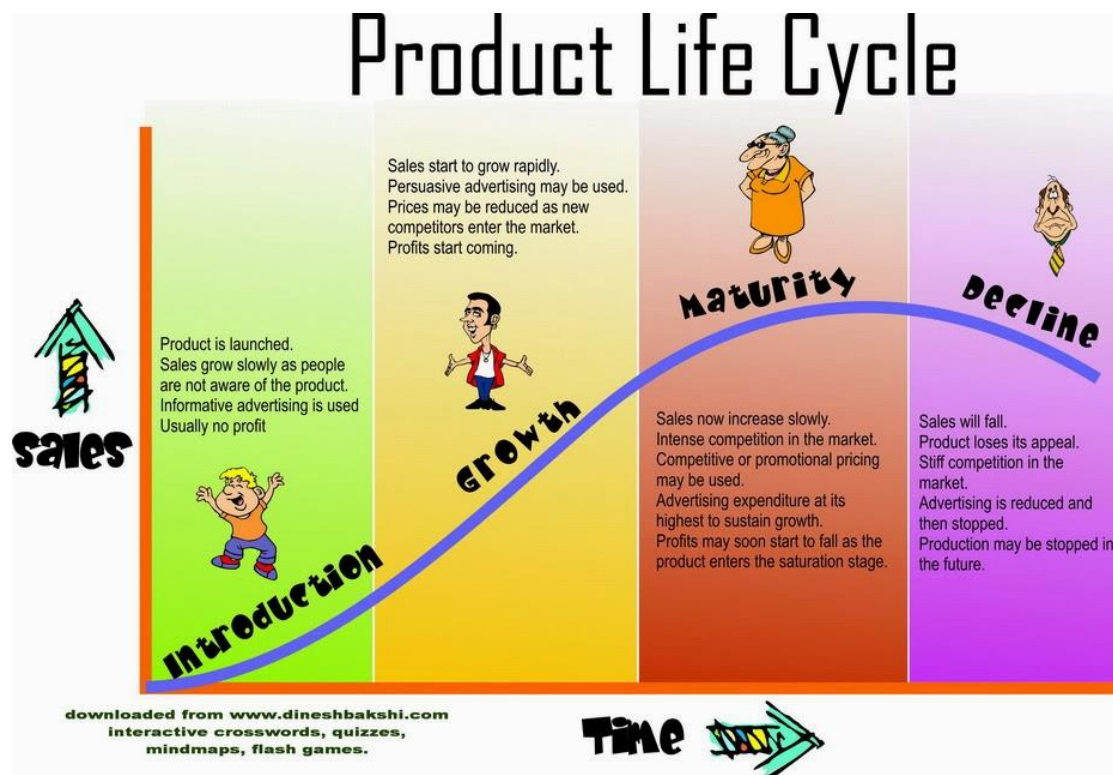 Product Life Cycle
Sales start to grow rapidly.
Persuasive advertising may be used.
Prices may be reduced as new
competitors enter the market.
Profits start coming.
Product is launched.
Sales grow slowly as people
are not aware of the product.
Informative advertising is used
Usually no profit
Maturity
Decline
Growth
Introduction
Sales now increase slowly.
Intense competition in the market.
Competitive or promotional pricing
may be used.
Advertising expenditure at its
highest to sustain growth.
Profits may soon start to fall as the
product enters the saturation stage.
Sales will fall.
Product loses its appeal.
Stiff competition in the
market.
Advertising is reduced and
then stopped.
Production may be stopped in
the future.
Sales
Time
downloaded from www.dineshbakshi.com
interactive crosswords, quizzes,
mindmaps, flash games.